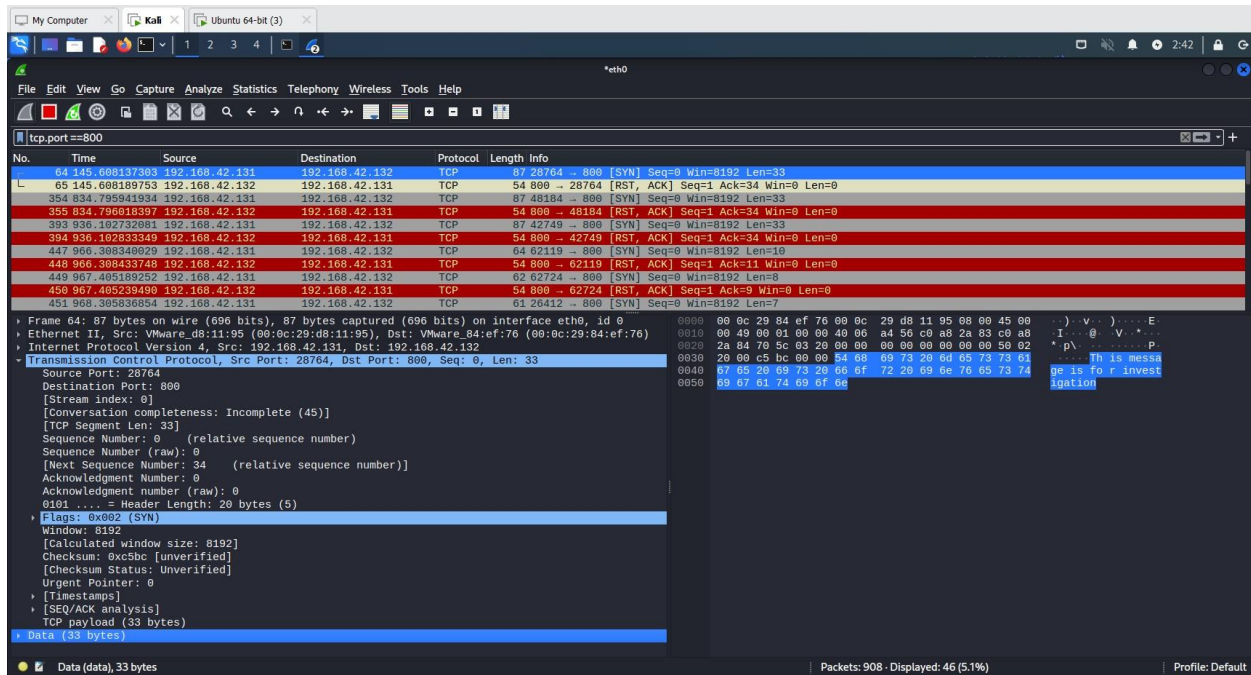 My Computer Kali Ubuntu 64-bit (3)
1 2 3 4 2:42
*eth0
File Edit View Go Capture Analyze Statistics Telephony Wireless Tools Help
tcp.port ==800
No. Time Source Destination Protocol Length Info
64 145.608137303 192.168.42.131 192.168.42.132 TCP 87 28764 → 800 [SYN] Seq=0 Win=8192 Len=33
65 145.608189753 192.168.42.132 192.168.42.131 TCP 54 800 → 28764 [RST, ACK] Seq=1 Ack=34 Win=0 Len=0
354 834.795941934 192.168.42.131 192.168.42.132 TCP 87 48184 → 800 [SYN] Seq=0 Win=8192 Len=33
355 834.796018397 192.168.42.132 192.168.42.131 TCP 54 800 → 48184 [RST, ACK] Seq=1 Ack=34 Win=0 Len=0
393 936.102732081 192.168.42.131 192.168.42.132 TCP 87 42749 → 800 [SYN] Seq=0 Win=8192 Len=33
394 936.102833349 192.168.42.132 192.168.42.131 TCP 54 800 → 42749 [RST, ACK] Seq=1 Ack=34 Win=0 Len=0
447 966.308340029 192.168.42.131 192.168.42.132 TCP 64 62119 → 800 [SYN] Seq=0 Win=8192 Len=10
448 966.308433748 192.168.42.132 192.168.42.131 TCP 54 800 → 62119 [RST, ACK] Seq=1 Ack=11 Win=0 Len=0
449 967.405189252 192.168.42.131 192.168.42.132 TCP 62 62724 → 800 [SYN] Seq=0 Win=8192 Len=8
450 967.405239490 192.168.42.132 192.168.42.131 TCP 54 800 → 62724 [RST, ACK] Seq=1 Ack=9 Win=0 Len=0
451 968.305836854 192.168.42.131 192.168.42.132 TCP 61 26412 → 800 [SYN] Seq=0 Win=8192 Len=7
Frame 64: 87 bytes on wire (696 bits), 87 bytes captured (696 bits) on interface eth0, id 0
Ethernet II, Src: VMware_d8:11:95 (00:0c:29:d8:11:95), Dst: VMware_84:ef:76 (00:0c:29:84:ef:76)
Internet Protocol Version 4, Src: 192.168.42.131, Dst: 192.168.42.132
Transmission Control Protocol, Src Port: 28764, Dst Port: 800, Seq: 0, Len: 33
Source Port: 28764
Destination Port: 800
[Stream index: 0]
[Conversation completeness: Incomplete (45)]
[TCP Segment Len: 33]
Sequence Number: 0 (relative sequence number)
Sequence Number (raw): 0
[Next Sequence Number: 34 (relative sequence number)]
Acknowledgment Number: 0
Acknowledgment number (raw): 0
0101 .... = Header Length: 20 bytes (5)
Flags: 0x002 (SYN)
Window: 8192
[Calculated window size: 8192]
Checksum: 0xc5bc [unverified]
[Checksum Status: Unverified]
Urgent Pointer: 0
[Timestamps]
[SEQ/ACK analysis]
TCP payload (33 bytes)
Data (33 bytes)
0000 00 0c 29 84 ef 76 00 0c 29 d8 11 95 08 00 45 00 ··)··v·· )·····E·
0010 00 49 00 01 00 00 40 06 a4 56 c0 a8 2a 83 c0 a8 ·I····@· ·V··*···
0020 2a 84 70 5c 03 20 00 00 00 00 00 00 00 00 50 02 *·p\· ·· ······P·
0030 20 00 c5 bc 00 00 54 68 69 73 20 6d 65 73 73 61 ·····Th is messa
0040 67 65 20 69 73 20 66 6f 72 20 69 6e 76 65 73 74 ge is fo r invest
0050 69 67 61 74 69 6f 6e igation
Data (data), 33 bytes Packets: 908 · Displayed: 46 (5.1%) Profile: Default